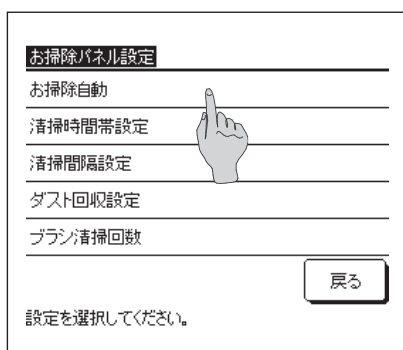 お掃除パネル設定
お掃除自動
清掃時間帯設定
清掃間隔設定
ダスト回収設定
ブラシ清掃回数
戻る
設定を選択してください。